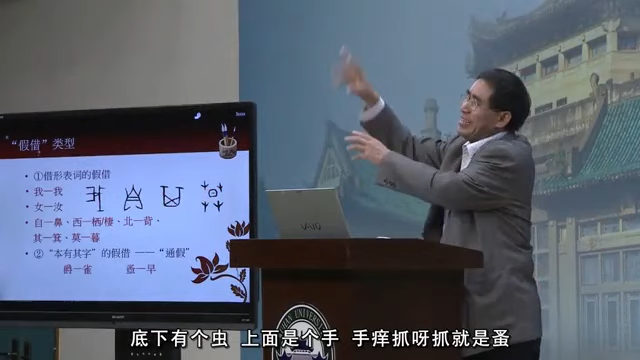 “假借”类型
①借形表词的假借
我—我
女—汝
自—鼻、西—栖/棲、北—背、
其—箕、莫—暮
②“本有其字”的假借 ——“通假”
爵—雀 蚤—早
VAIO
底下有个虫 上面是个手 手痒抓呀抓就是蚤